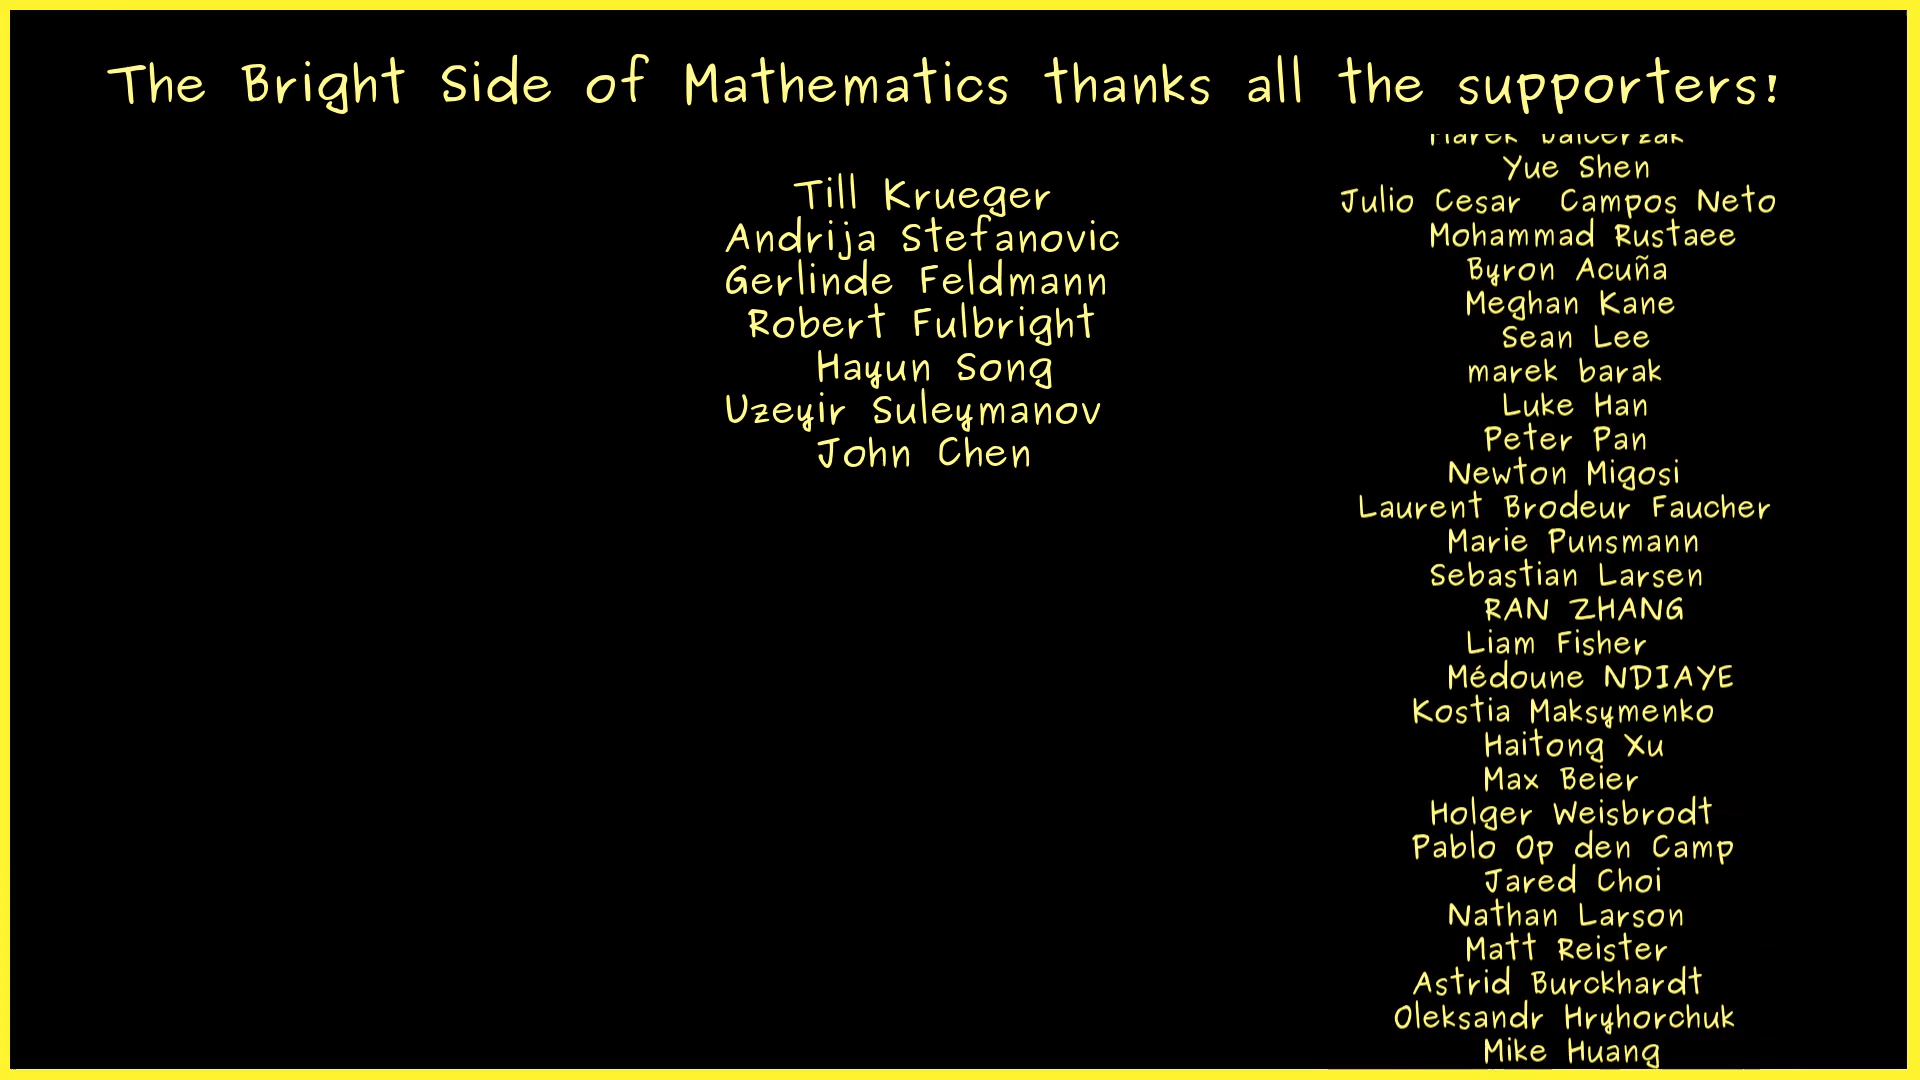 The Bright Side of Mathematics thanks all the supporters!
Till Krueger
Andrija Stefanovic
Gerlinde Feldmann
Robert Fulbright
Hayun Song
Uzeyir Suleymanov
John Chen
Marek Balcerzak
Yue Shen
Julio Cesar Campos Neto
Mohammad Rustaee
Byron Acuña
Meghan Kane
Sean Lee
marek barak
Luke Han
Peter Pan
Newton Migosi
Laurent Brodeur Faucher
Marie Punsmann
Sebastian Larsen
RAN ZHANG
Liam Fisher
Médoune NDIAYE
Kostia Maksymenko
Haitong Xu
Max Beier
Holger Weisbrodt
Pablo Op den Camp
Jared Choi
Nathan Larson
Matt Reister
Astrid Burckhardt
Oleksandr Hryhorchuk
Mike Huang